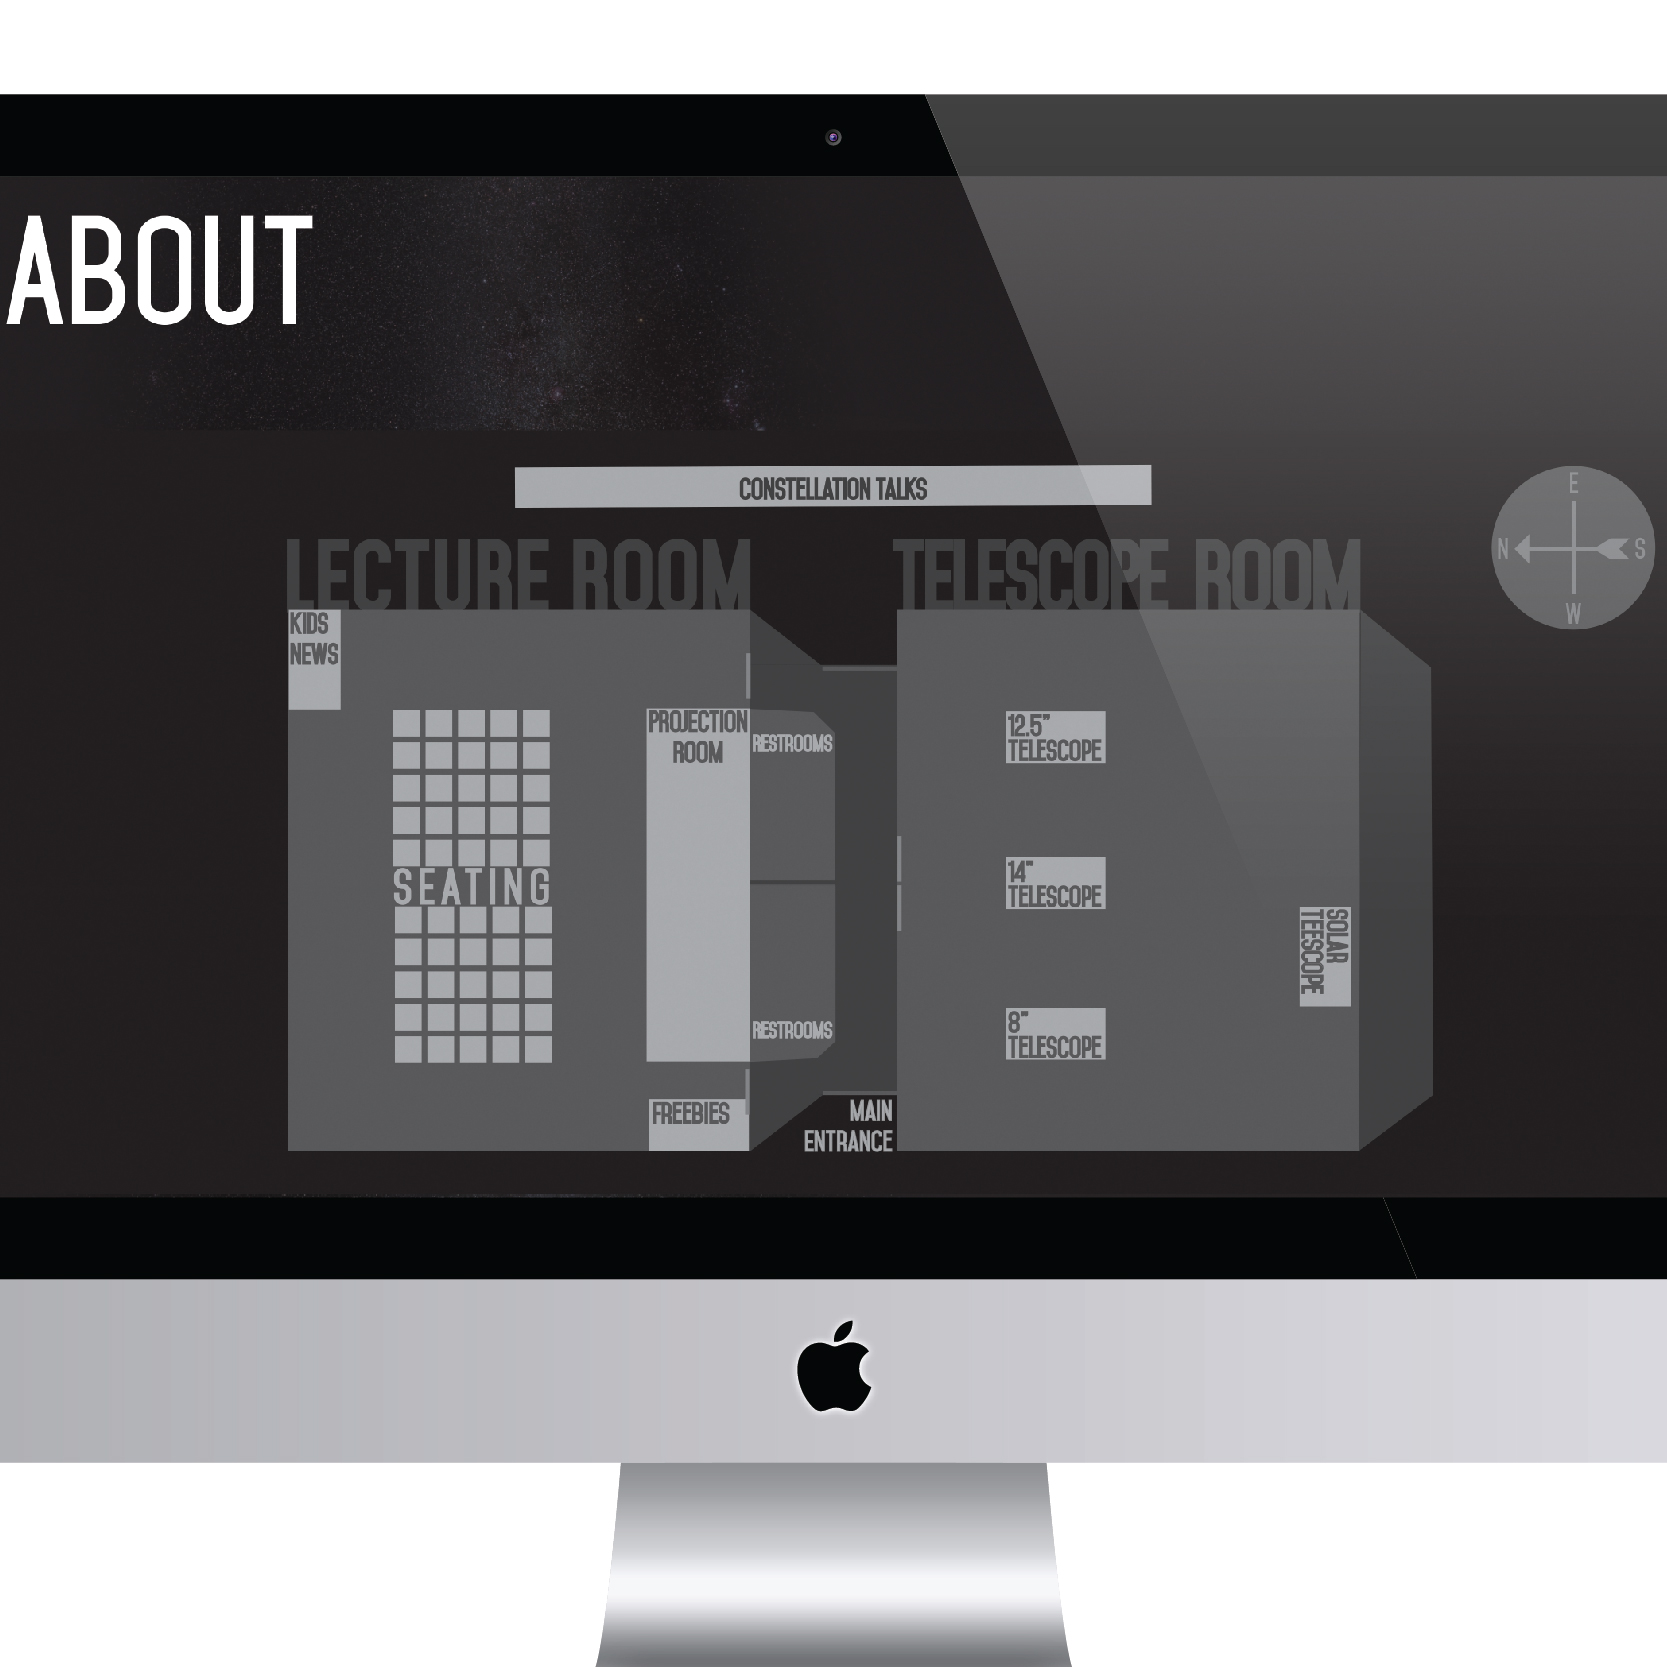 ABOUT
CONSTELLATION TALKS
LECTURE ROOM
TELESCOPE ROOM
E
N
S
W
KIDS
NEWS
PROJECTION
ROOM
RESTROOMS
12.5"
TELESCOPE
SEATING
14"
TELESCOPE
SOLAR
TEESCOPE
RESTROOMS
8"
TELESCOPE
FREEBIES
MAIN
ENTRANCE